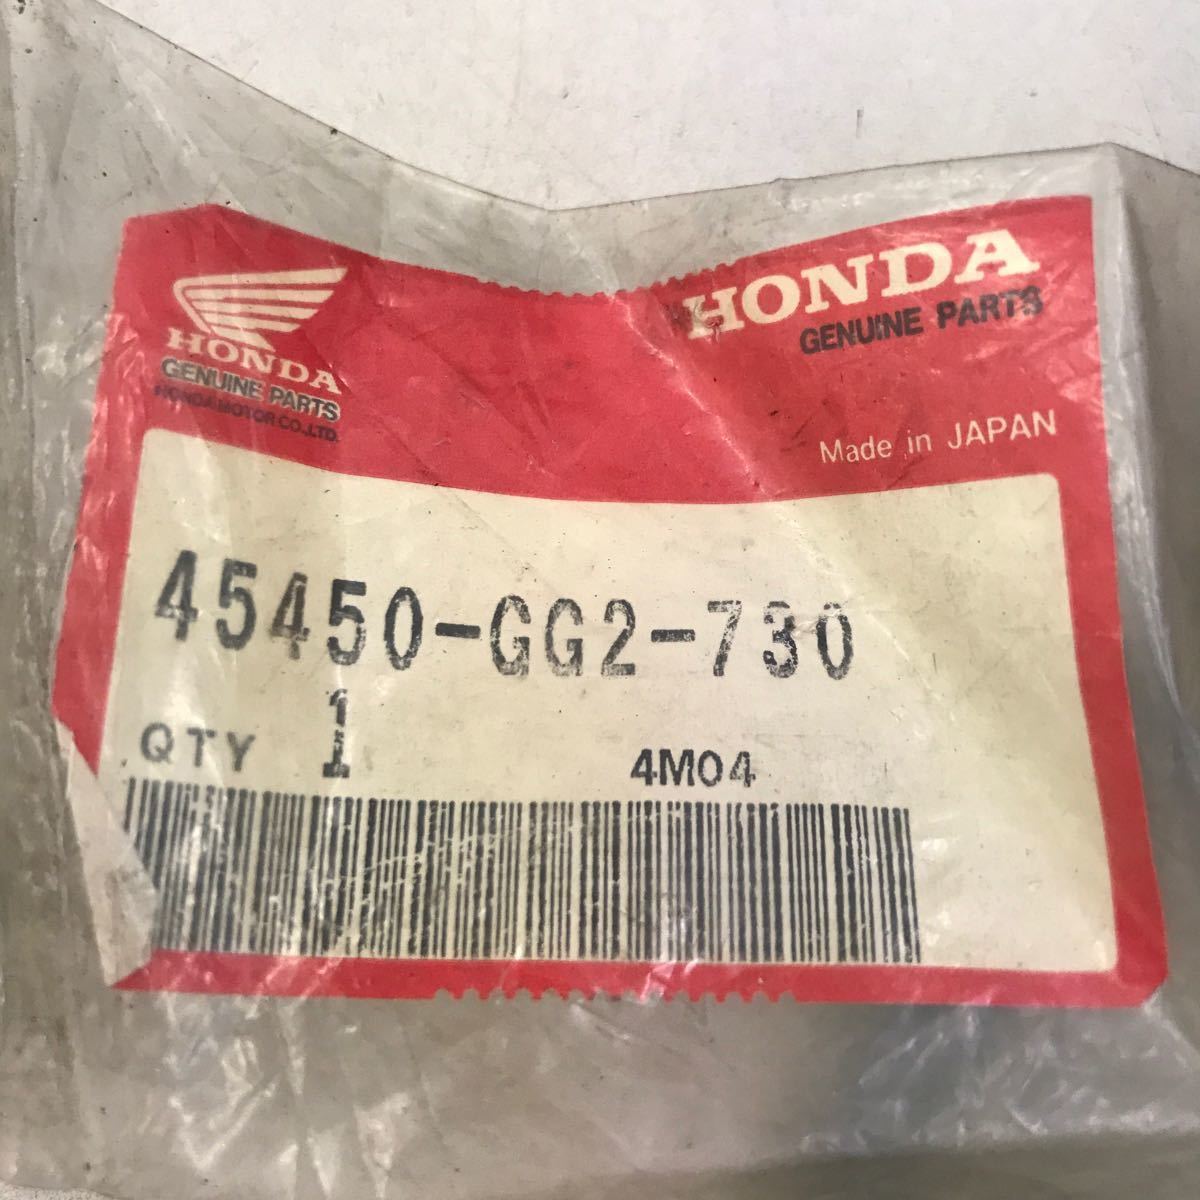 HONDA
GENUINE PARTS
HONDA MOTOR CO.,LTD.
HONDA
GENUINE PARTS
Made in JAPAN
45450-GG2-730
QTY 1
4M04